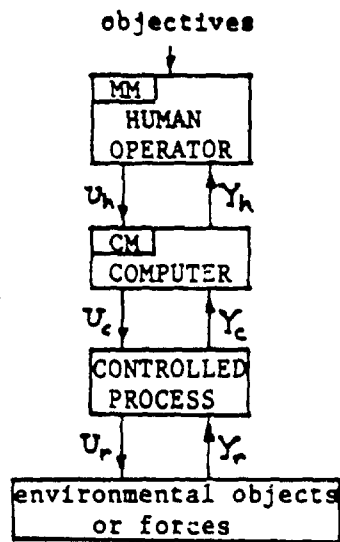 objectives
MM
HUMAN
OPERATOR
Uh Yh
CM
COMPUTER
Uc Yc
CONTROLLED
PROCESS
Ur Yr
environmental objects
or forces